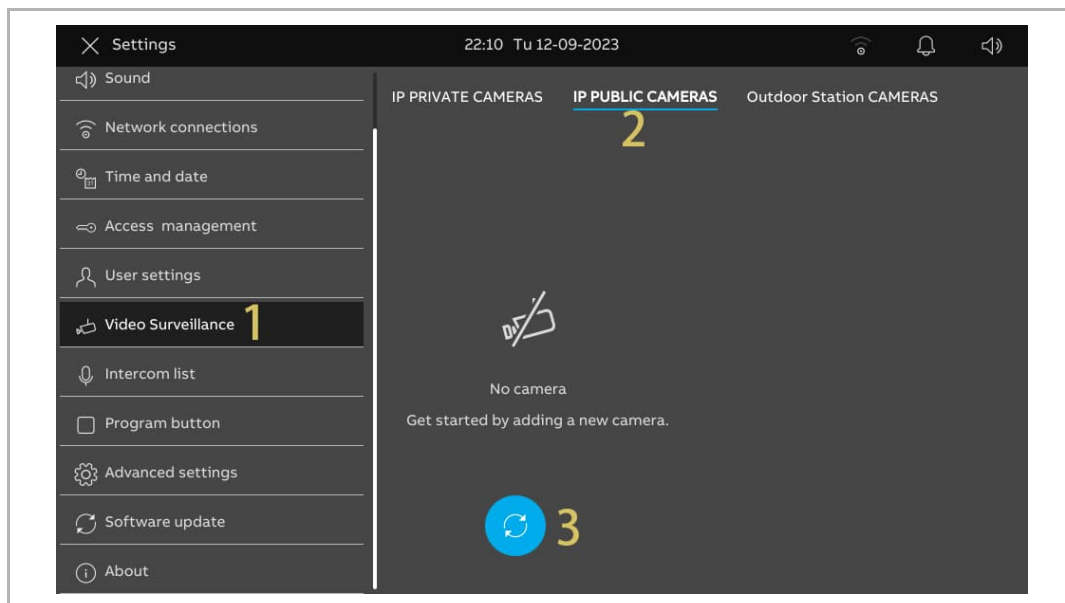 Settings 22:10 Tu 12-09-2023
Sound
IP PRIVATE CAMERAS IP PUBLIC CAMERAS Outdoor Station CAMERAS
2
Network connections
Time and date
Access management
User settings
Video Surveillance 1
Intercom list
No camera
Program button
Get started by adding a new camera.
Advanced settings
Software update
3
About